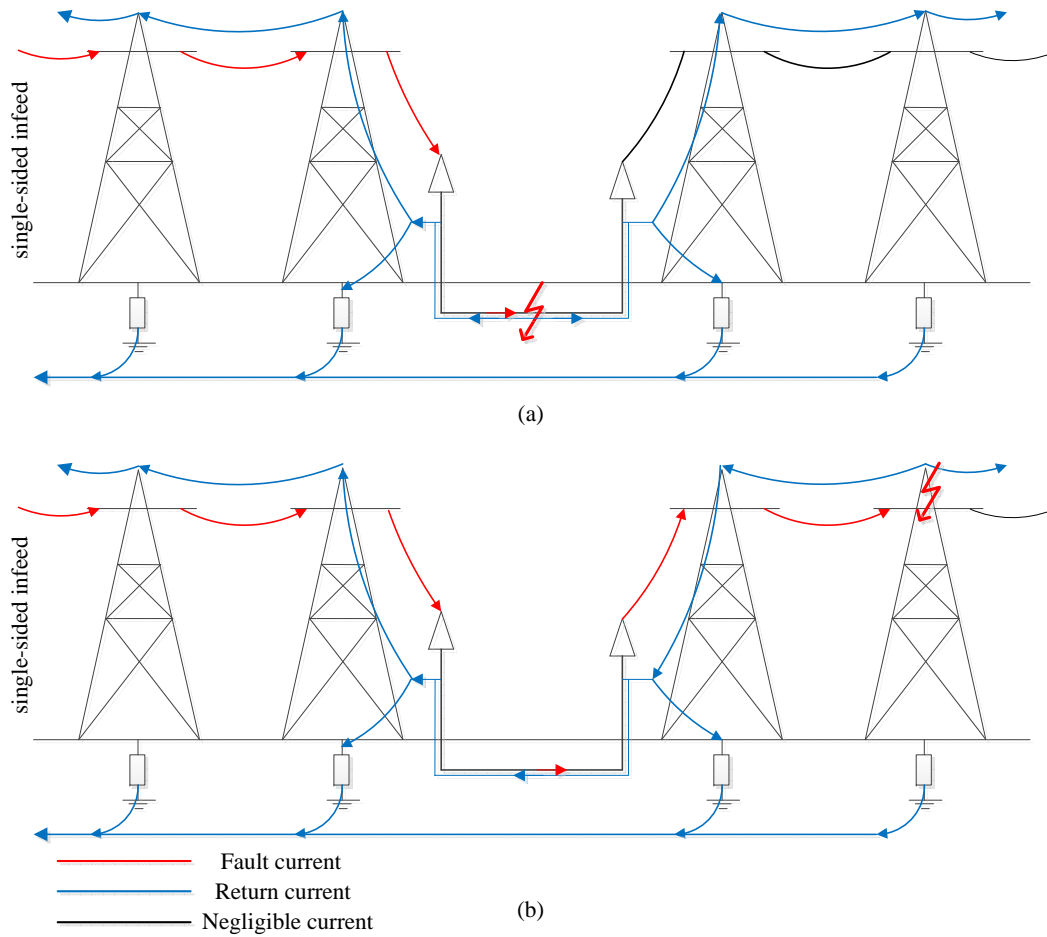 single-sided infeed
(a)
single-sided infeed
Fault current
Return current
Negligible current
(b)